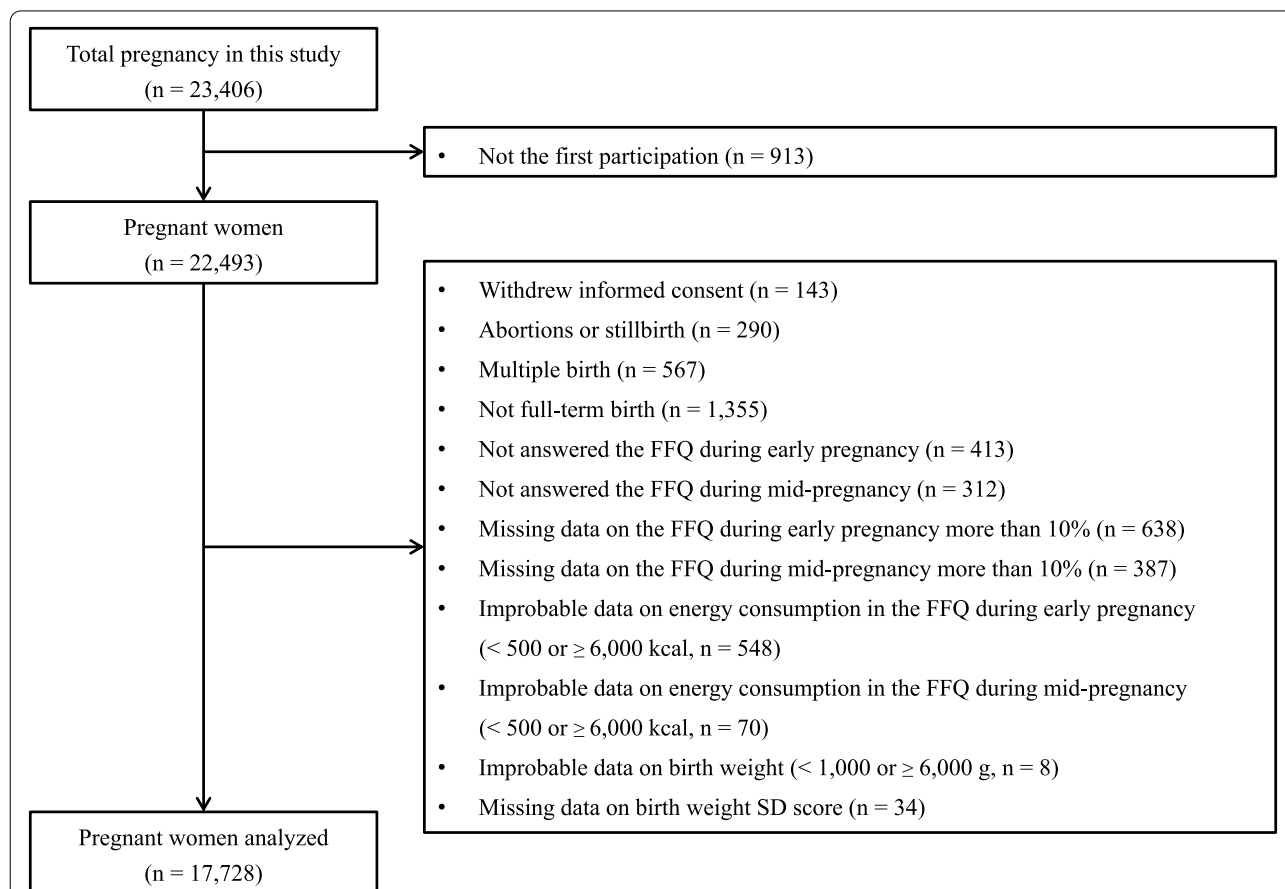 Total pregnancy in this study
(n = 23,406)
• Not the first participation (n = 913)
Pregnant women
(n = 22,493)
• Withdrew informed consent (n = 143)
• Abortions or stillbirth (n = 290)
• Multiple birth (n = 567)
• Not full-term birth (n = 1,355)
• Not answered the FFQ during early pregnancy (n = 413)
• Not answered the FFQ during mid-pregnancy (n = 312)
• Missing data on the FFQ during early pregnancy more than 10% (n = 638)
• Missing data on the FFQ during mid-pregnancy more than 10% (n = 387)
• Improbable data on energy consumption in the FFQ during early pregnancy
(< 500 or ≥ 6,000 kcal, n = 548)
• Improbable data on energy consumption in the FFQ during mid-pregnancy
(< 500 or ≥ 6,000 kcal, n = 70)
• Improbable data on birth weight (< 1,000 or ≥ 6,000 g, n = 8)
• Missing data on birth weight SD score (n = 34)
Pregnant women analyzed
(n = 17,728)